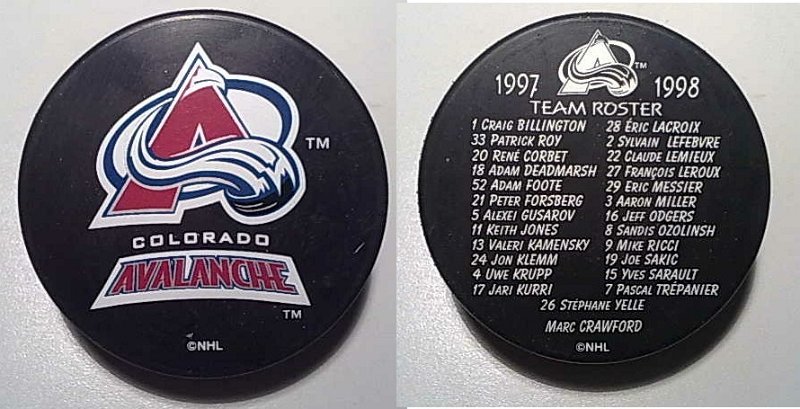 A
™
COLORADO
AVALANCHE
™
©NHL
A
™
1997 1998
TEAM ROSTER
1 CRAIG BILLINGTON 28 ÉRIC LACROIX
33 PATRICK ROY 2 SYLVAIN LEFEBVRE
20 RENÉ CORBET 22 CLAUDE LEMIEUX
18 ADAM DEADMARSH 27 FRANÇOIS LEROUX
52 ADAM FOOTE 29 ERIC MESSIER
21 PETER FORSBERG 3 AARON MILLER
5 ALEXEI GUSAROV 16 JEFF ODGERS
11 KEITH JONES 8 SANDIS OZOLINSH
13 VALERI KAMENSKY 9 MIKE RICCI
24 JON KLEMM 19 JOE SAKIC
4 UWE KRUPP 15 YVES SARAULT
17 JARI KURRI 7 PASCAL TRÉPANIER
26 STÉPHANE YELLE
MARC CRAWFORD
©NHL